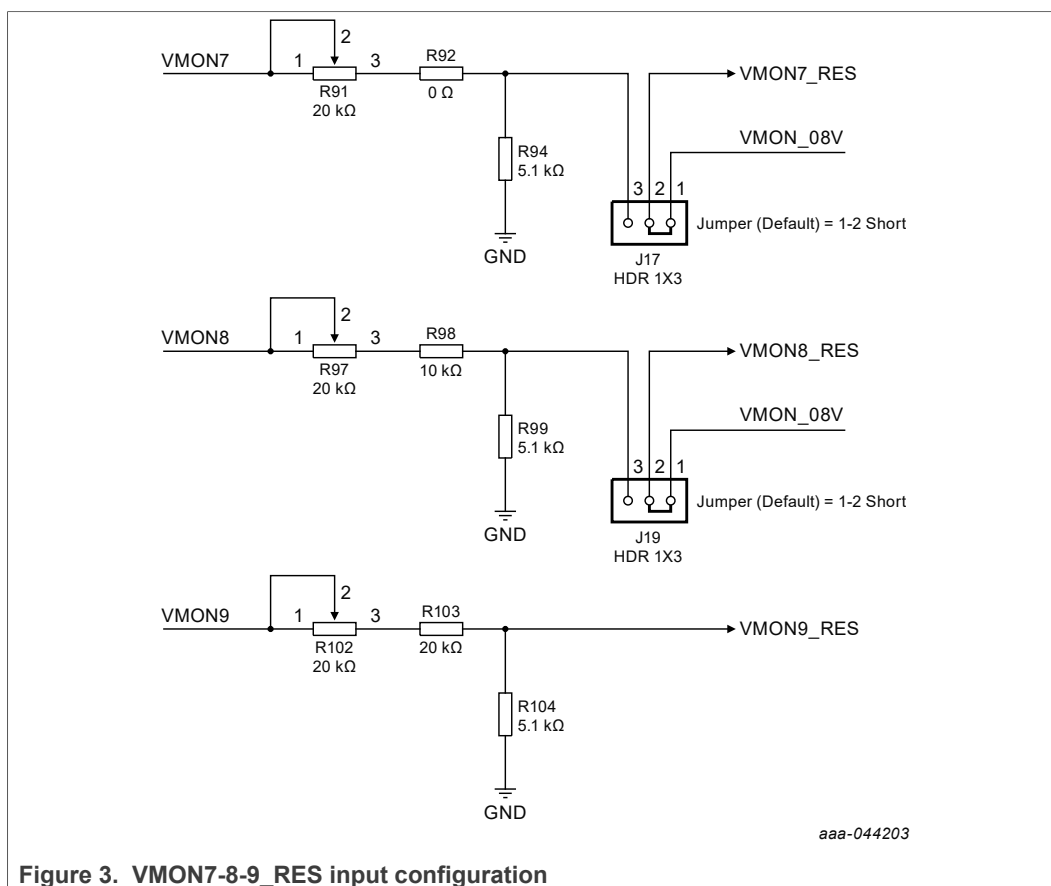 2
VMON7 1 3 R92 VMON7_RES
R91 0 Ω
20 kΩ
VMON_08V
R94
5.1 kΩ
3 2 1
Jumper (Default) = 1-2 Short
GND
J17
HDR 1X3
2
VMON8 1 3 R98 VMON8_RES
R97 10 kΩ
20 kΩ
VMON_08V
R99
5.1 kΩ
3 2 1
Jumper (Default) = 1-2 Short
GND
J19
HDR 1X3
2
VMON9 1 3 R103 VMON9_RES
R102 20 kΩ
20 kΩ
R104
5.1 kΩ
GND
aaa-044203
Figure 3. VMON7-8-9_RES input configuration